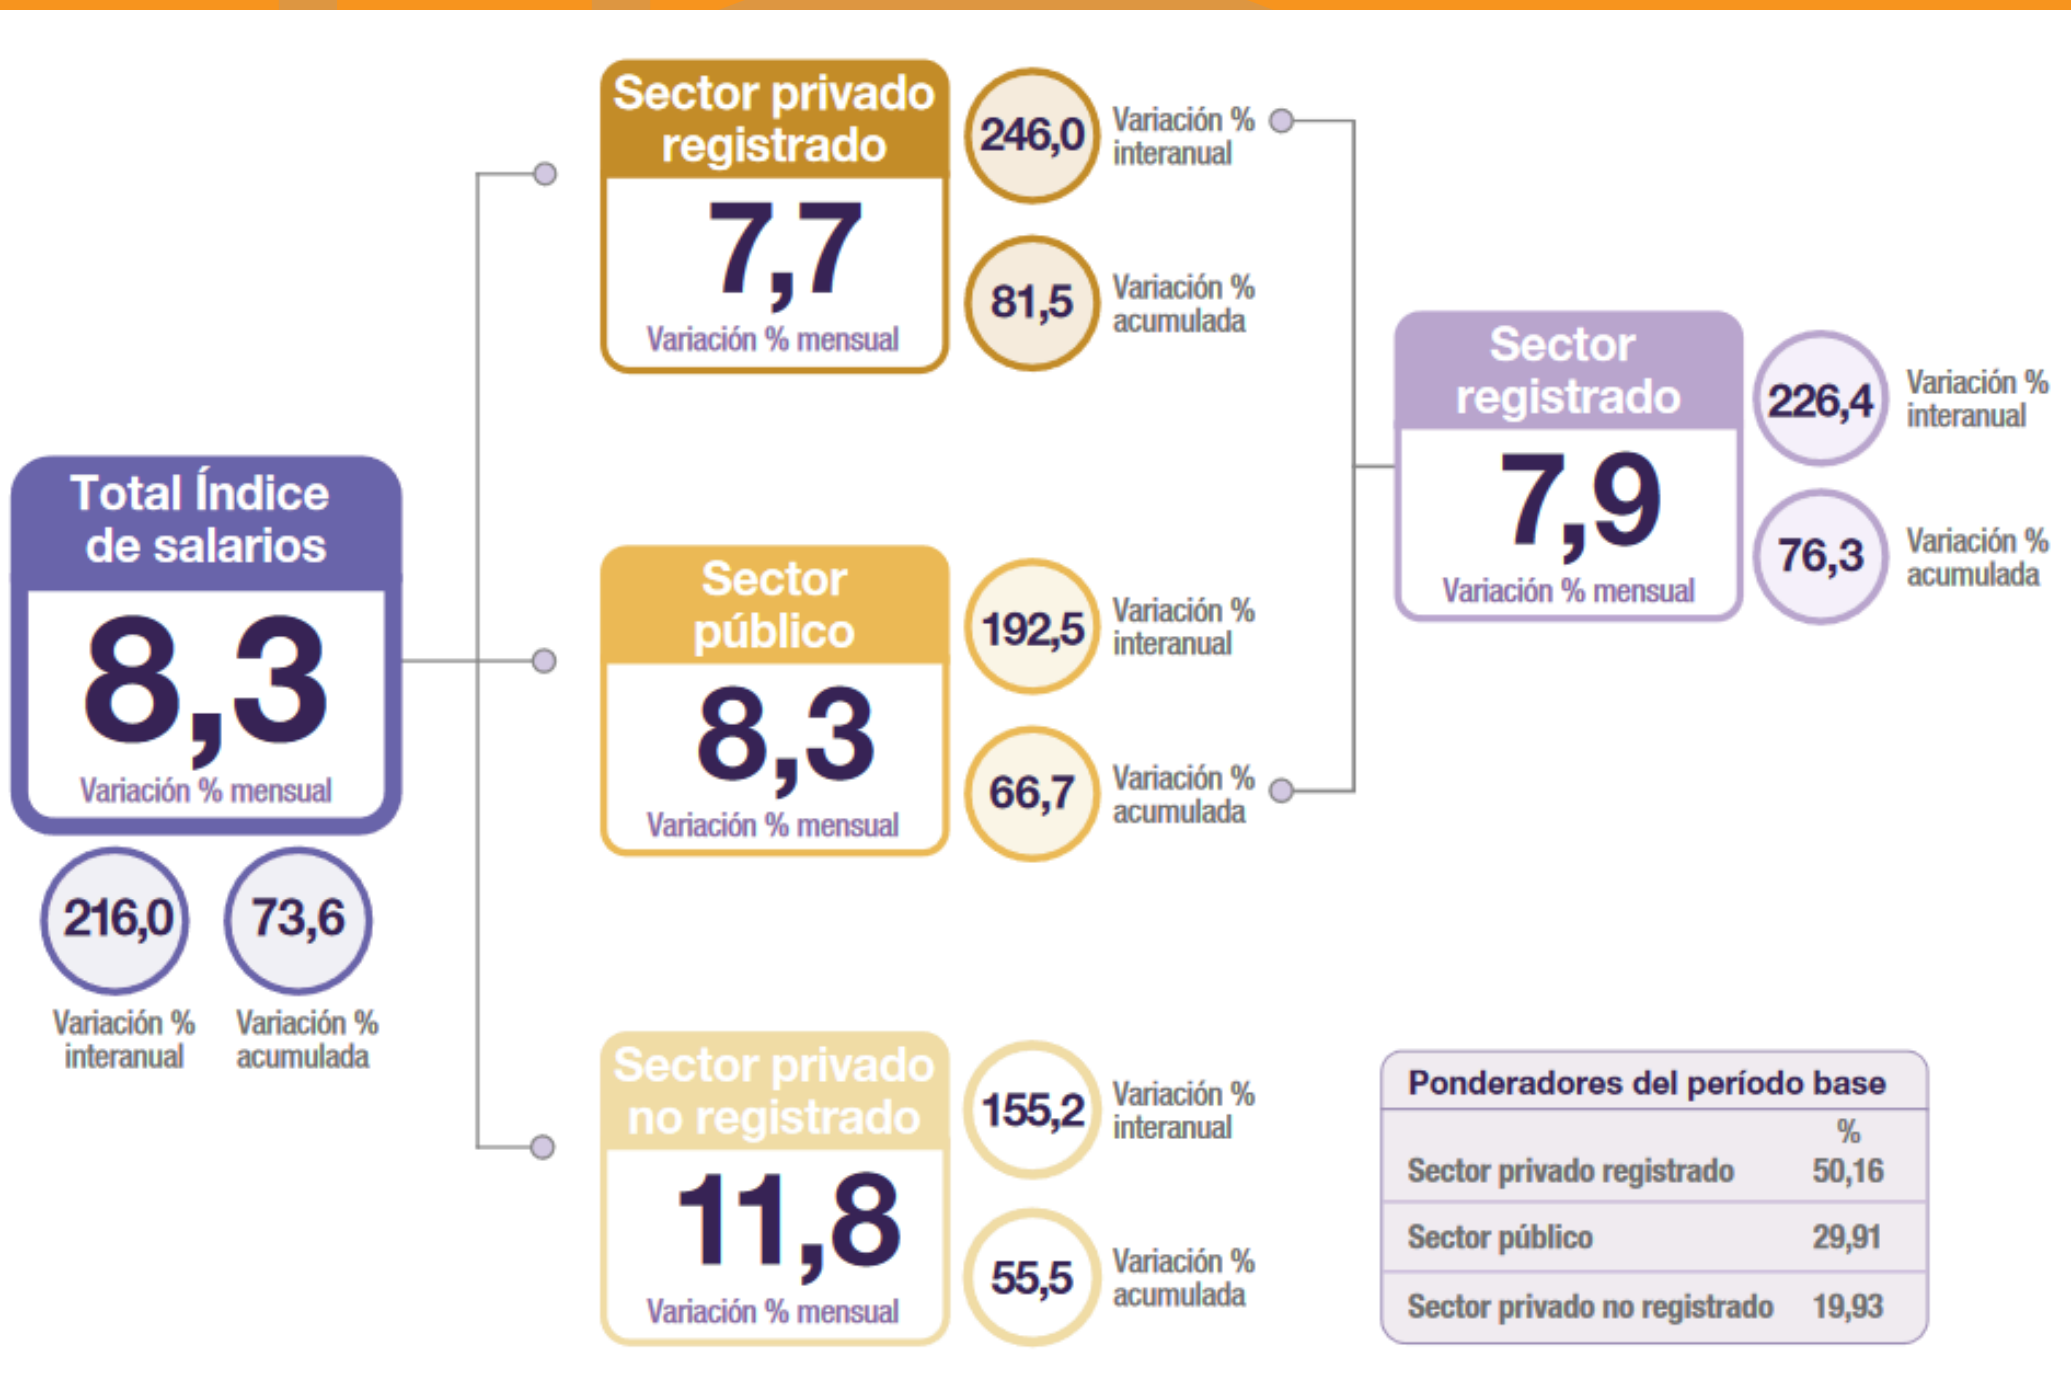 Total Índice
de salarios
8,3
Variación % mensual
216,0
Variación %
interanual
73,6
Variación %
acumulada
Sector privado
registrado
7,7
Variación % mensual
246,0
Variación %
interanual
81,5
Variación %
acumulada
Sector
público
8,3
Variación % mensual
192,5
Variación %
interanual
66,7
Variación %
acumulada
Sector privado
no registrado
11,8
Variación % mensual
155,2
Variación %
interanual
55,5
Variación %
acumulada
Sector
registrado
7,9
Variación % mensual
226,4
Variación %
interanual
76,3
Variación %
acumulada
Ponderadores del período base
%
Sector privado registrado 50,16
Sector público 29,91
Sector privado no registrado 19,93